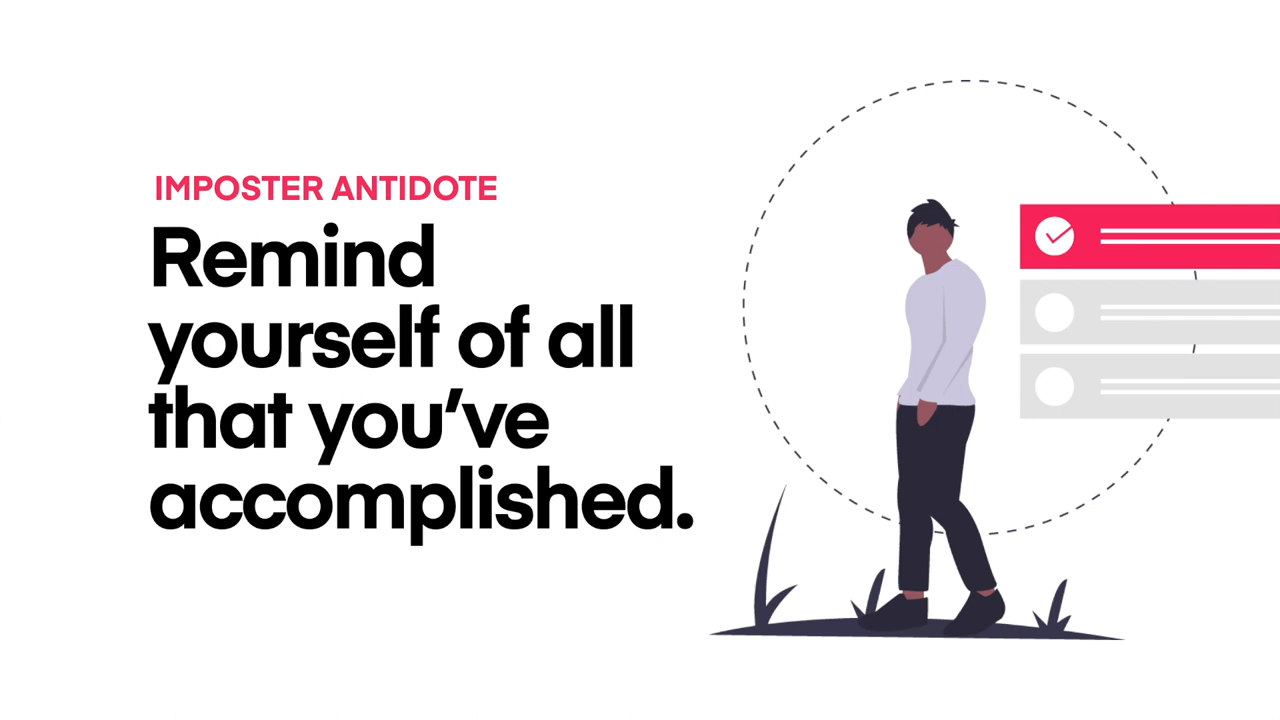 IMPOSTER ANTIDOTE
Remind
yourself of all
that you’ve
accomplished.